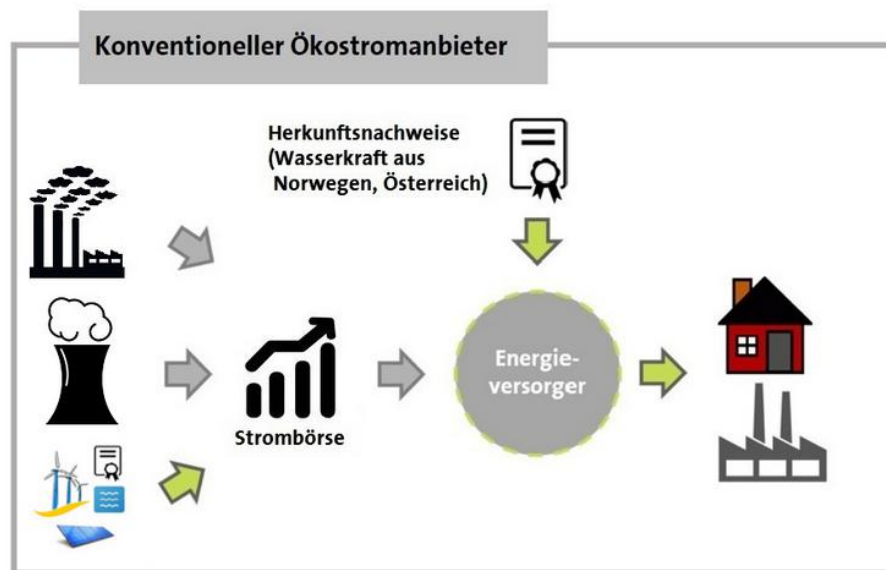 Konventioneller Ökostromanbieter
Herkunftsnachweise
(Wasserkraft aus
Norwegen, Österreich)
Energie-
versorger
Strombörse